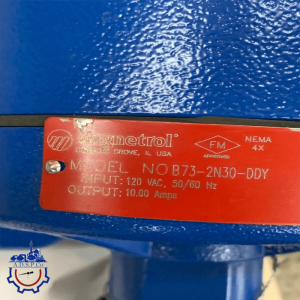 magnetrol
DOWNERS GROVE, IL USA
FM
APPROVED
NEMA
4X
MODEL NO B73-2N30-DDY
INPUT: 120 VAC, 50/60 Hz
OUTPUT: 10.00 Amps